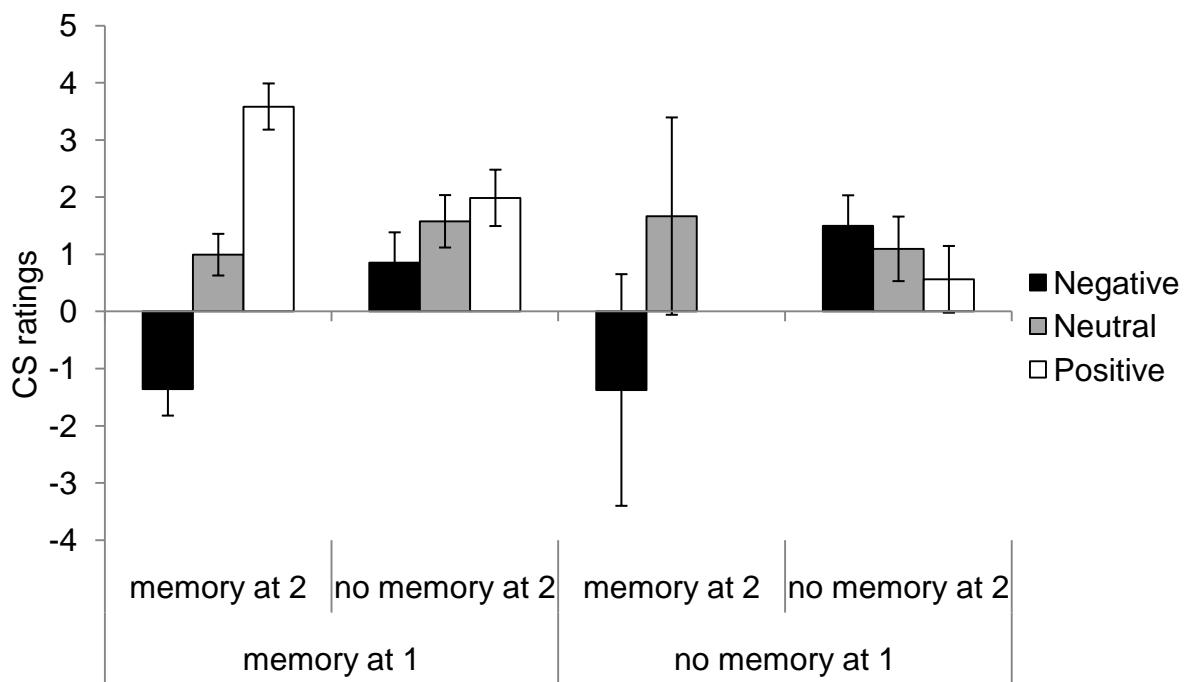 5
4
3
2
1
0
-1
-2
-3
-4
CS ratings
Negative
Neutral
Positive
memory at 2
no memory at 2
memory at 2
no memory at 2
memory at 1
no memory at 1